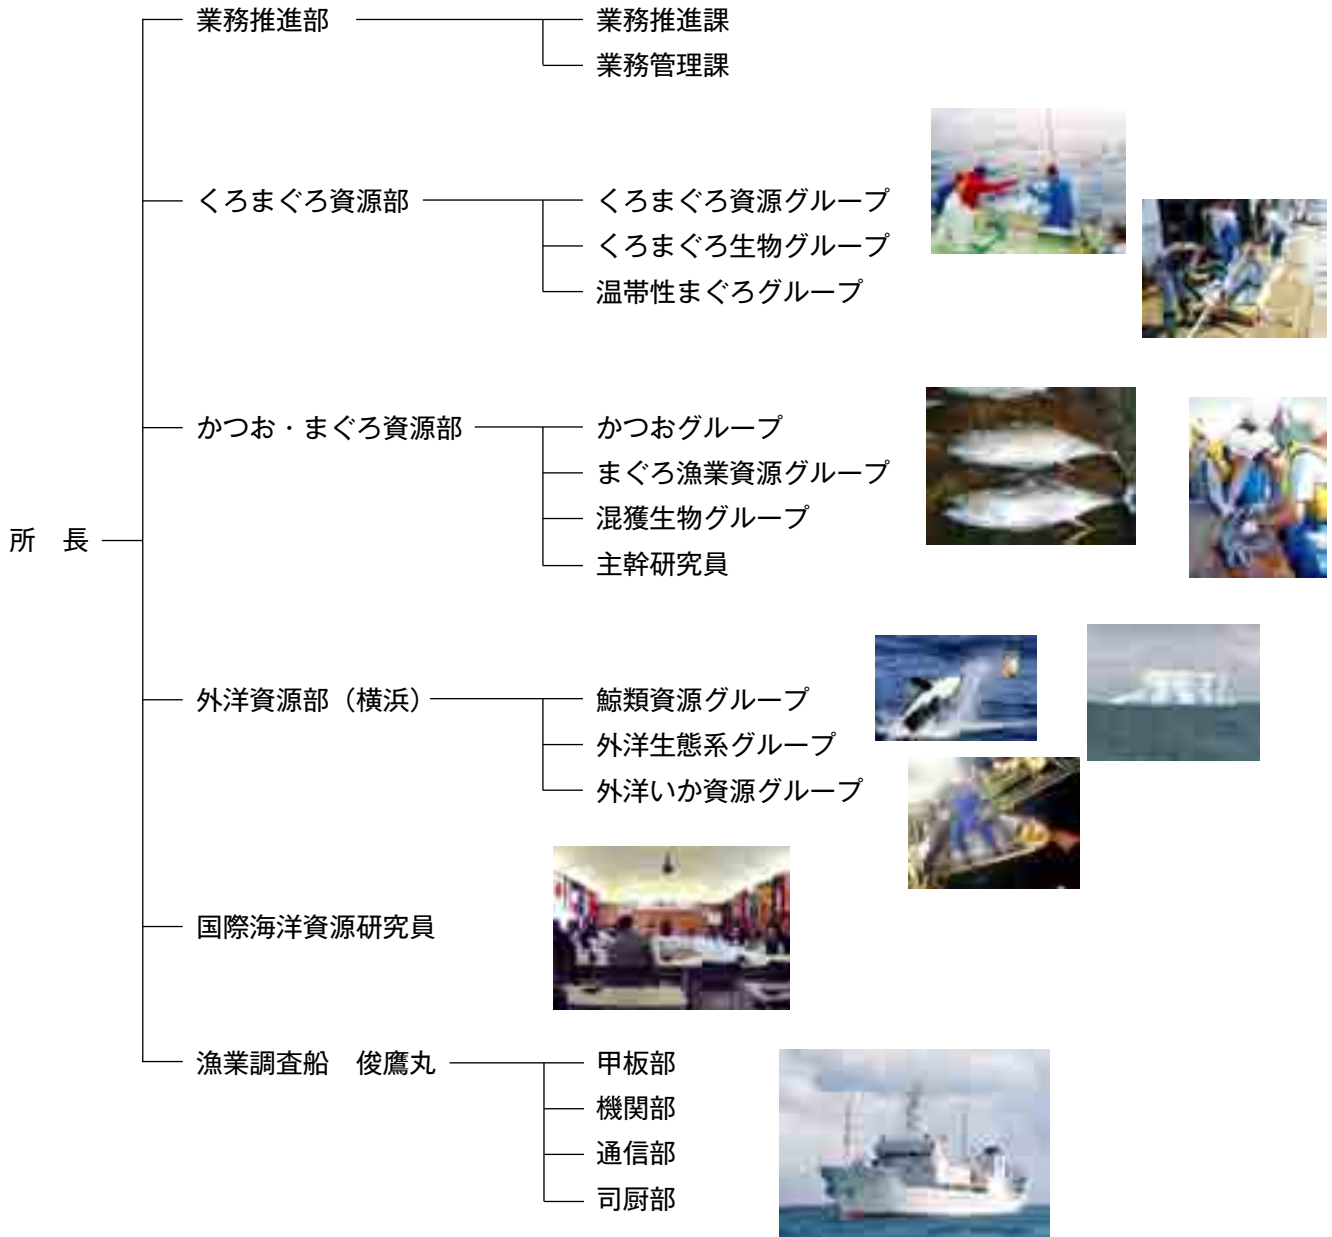 業務推進部
業務推進課
業務管理課
くろまぐろ資源部
くろまぐろ資源グループ
くろまぐろ生物グループ
温帯性まぐろグループ
かつお・まぐろ資源部
かつおグループ
まぐろ漁業資源グループ
混獲生物グループ
主幹研究員
所　長
外洋資源部（横浜）
鯨類資源グループ
外洋生態系グループ
外洋いか資源グループ
国際海洋資源研究員
漁業調査船　俊鷹丸
甲板部
機関部
通信部
司厨部